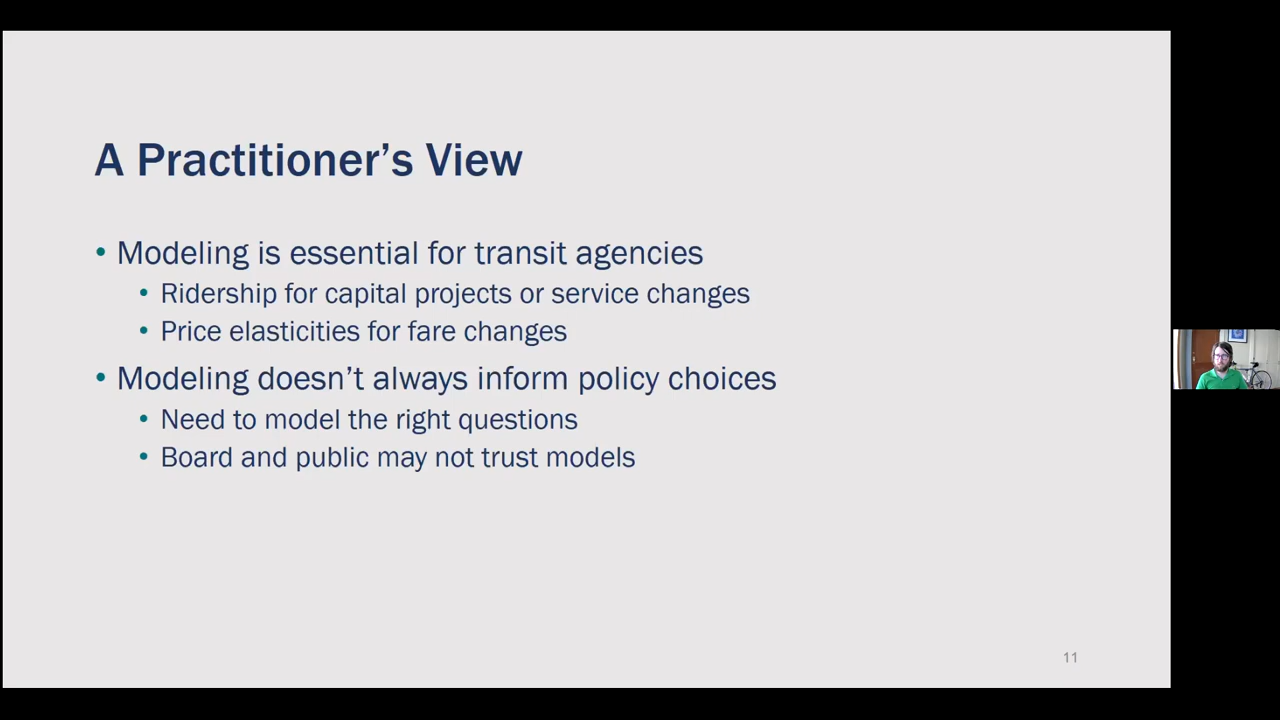 A Practitioner’s View
• Modeling is essential for transit agencies
• Ridership for capital projects or service changes
• Price elasticities for fare changes
• Modeling doesn’t always inform policy choices
• Need to model the right questions
• Board and public may not trust models
11